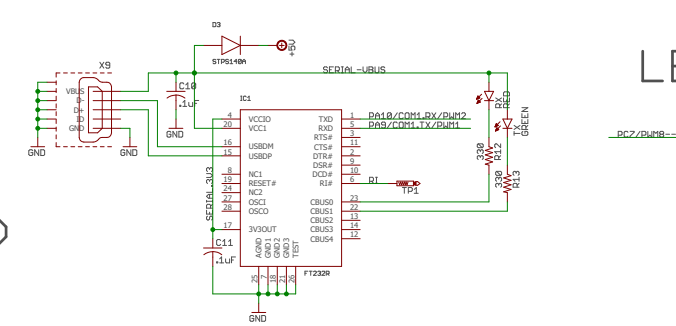 D3
+5V
STPS140A
LE
X9
SERIAL-VBUS
VBUS
D-
D+
ID
GND
C10
.1uF
GND
GND
GND
RX
RED
TX
GREEN
IC1
4 VCCIO
20 VCC1
16 USBDM
15 USBDP
8 NC1
19 RESET#
24 NC2
27 OSCI
28 OSCO
17 3V3OUT
TXD 1 PA10/COM1.RX/PWM2
RXD 5 PA9/COM1.TX/PWM1
RTS# 3
CTS# 11
DTR# 2
DSR# 9
DCD# 10
RI# 6 RI
TP1
CBUS0 23
CBUS1 22
CBUS2 13
CBUS3 14
CBUS4 12
330
R12
330
R13
PC7/PWM8--
SERIAL.3V3
C11
.1uF
AGND
GND1
GND2
GND3
TEST
25
7
18
21
26
FT232R
GND